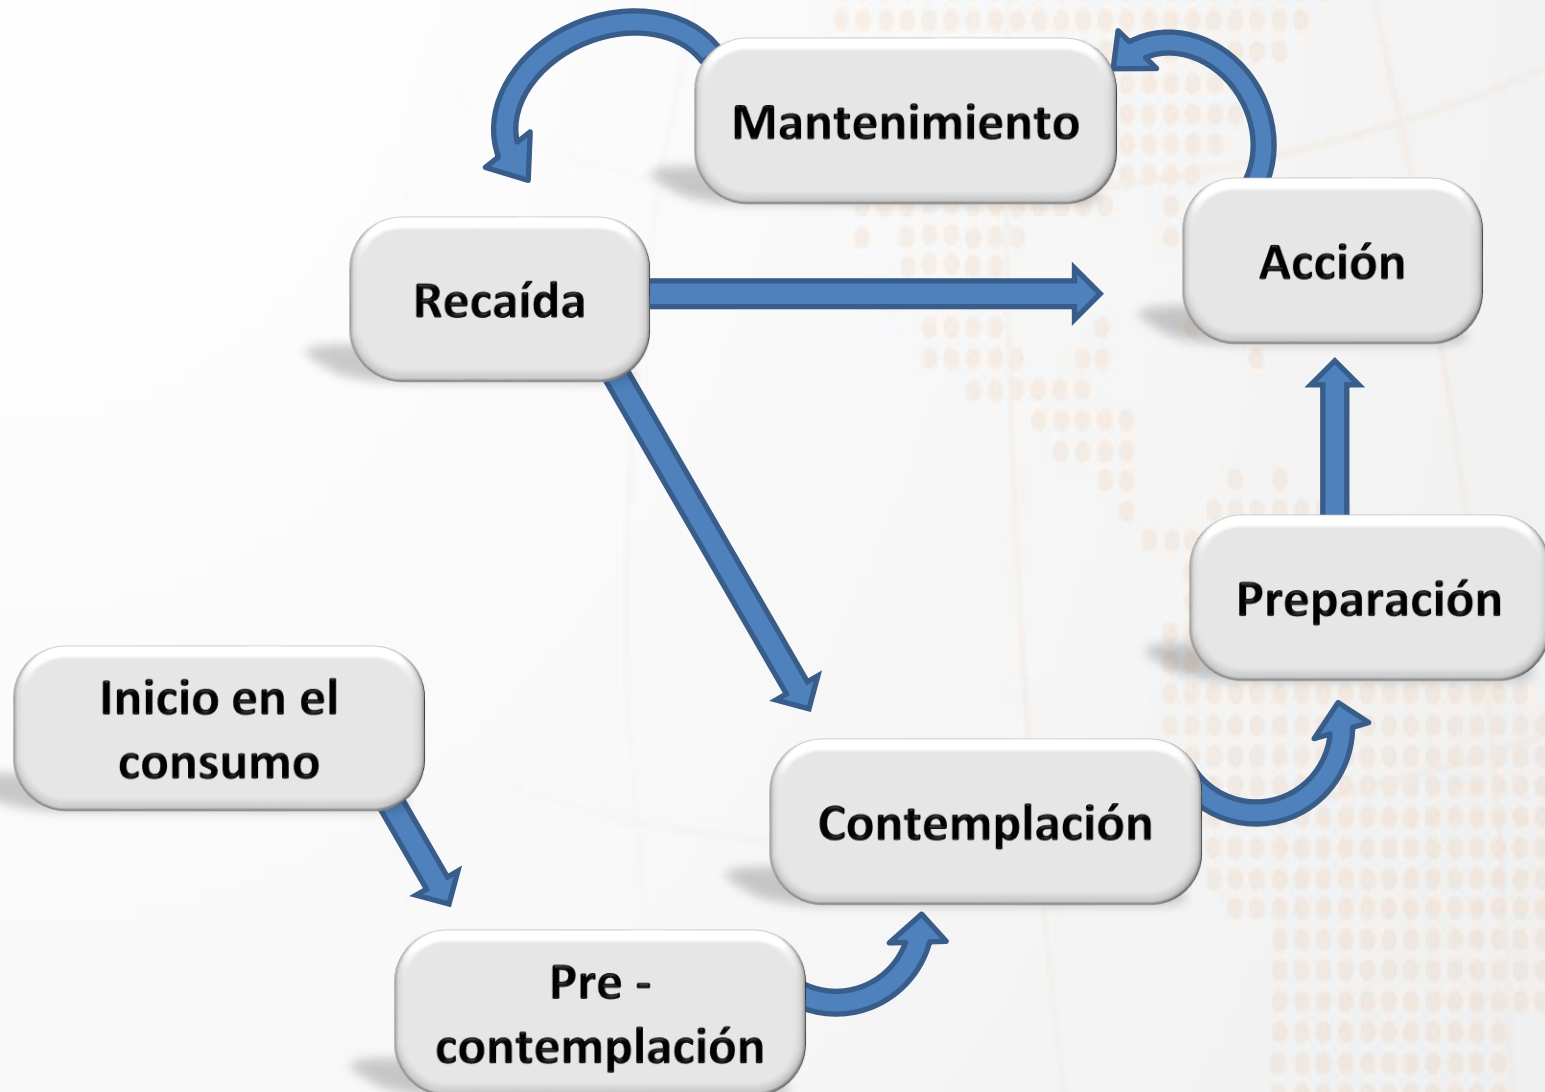 Mantenimiento
Acción
Recaída
Preparación
Inicio en el
consumo
Contemplación
Pre -
contemplación